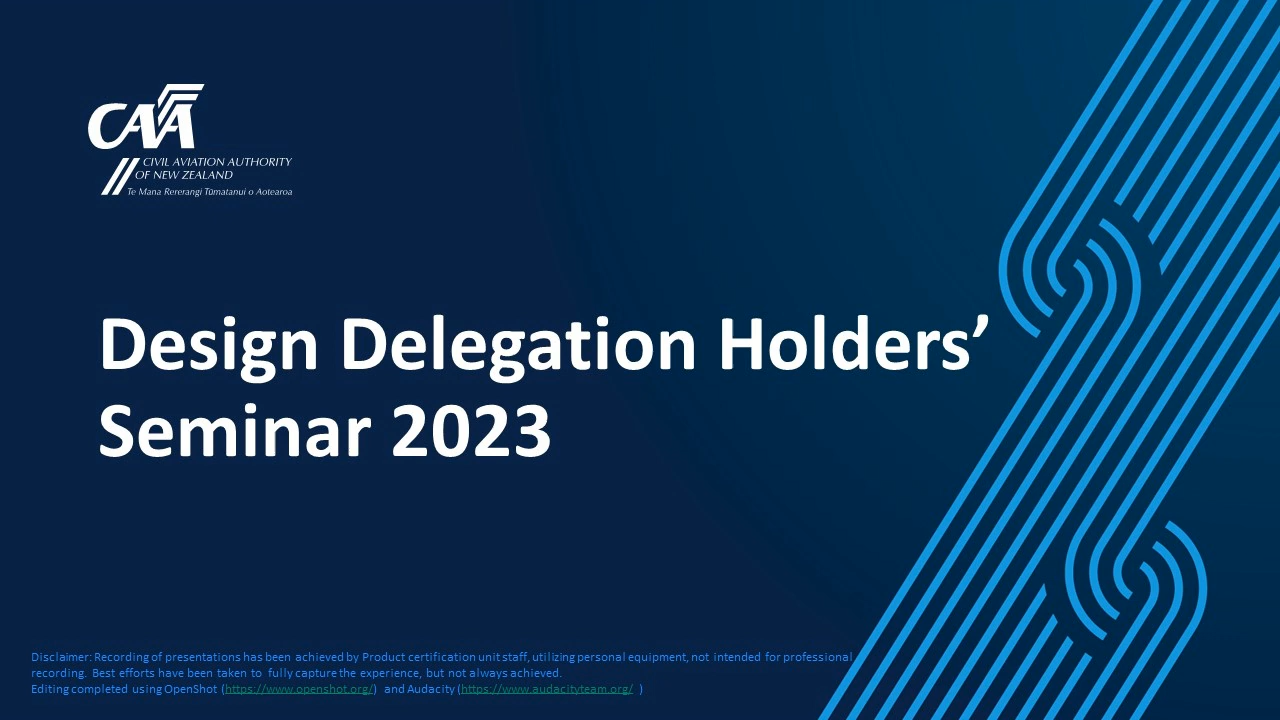 CAA
CIVIL AVIATION AUTHORITY
OF NEW ZEALAND
Te Mana Rererangi Tūmatanui o Aotearoa
Design Delegation Holders’
Seminar 2023
Disclaimer: Recording of presentations has been achieved by Product certification unit staff, utilizing personal equipment, not intended for professional
recording. Best efforts have been taken to fully capture the experience, but not always achieved.
Editing completed using OpenShot (https://www.openshot.org/) and Audacity (https://www.audacityteam.org/ )